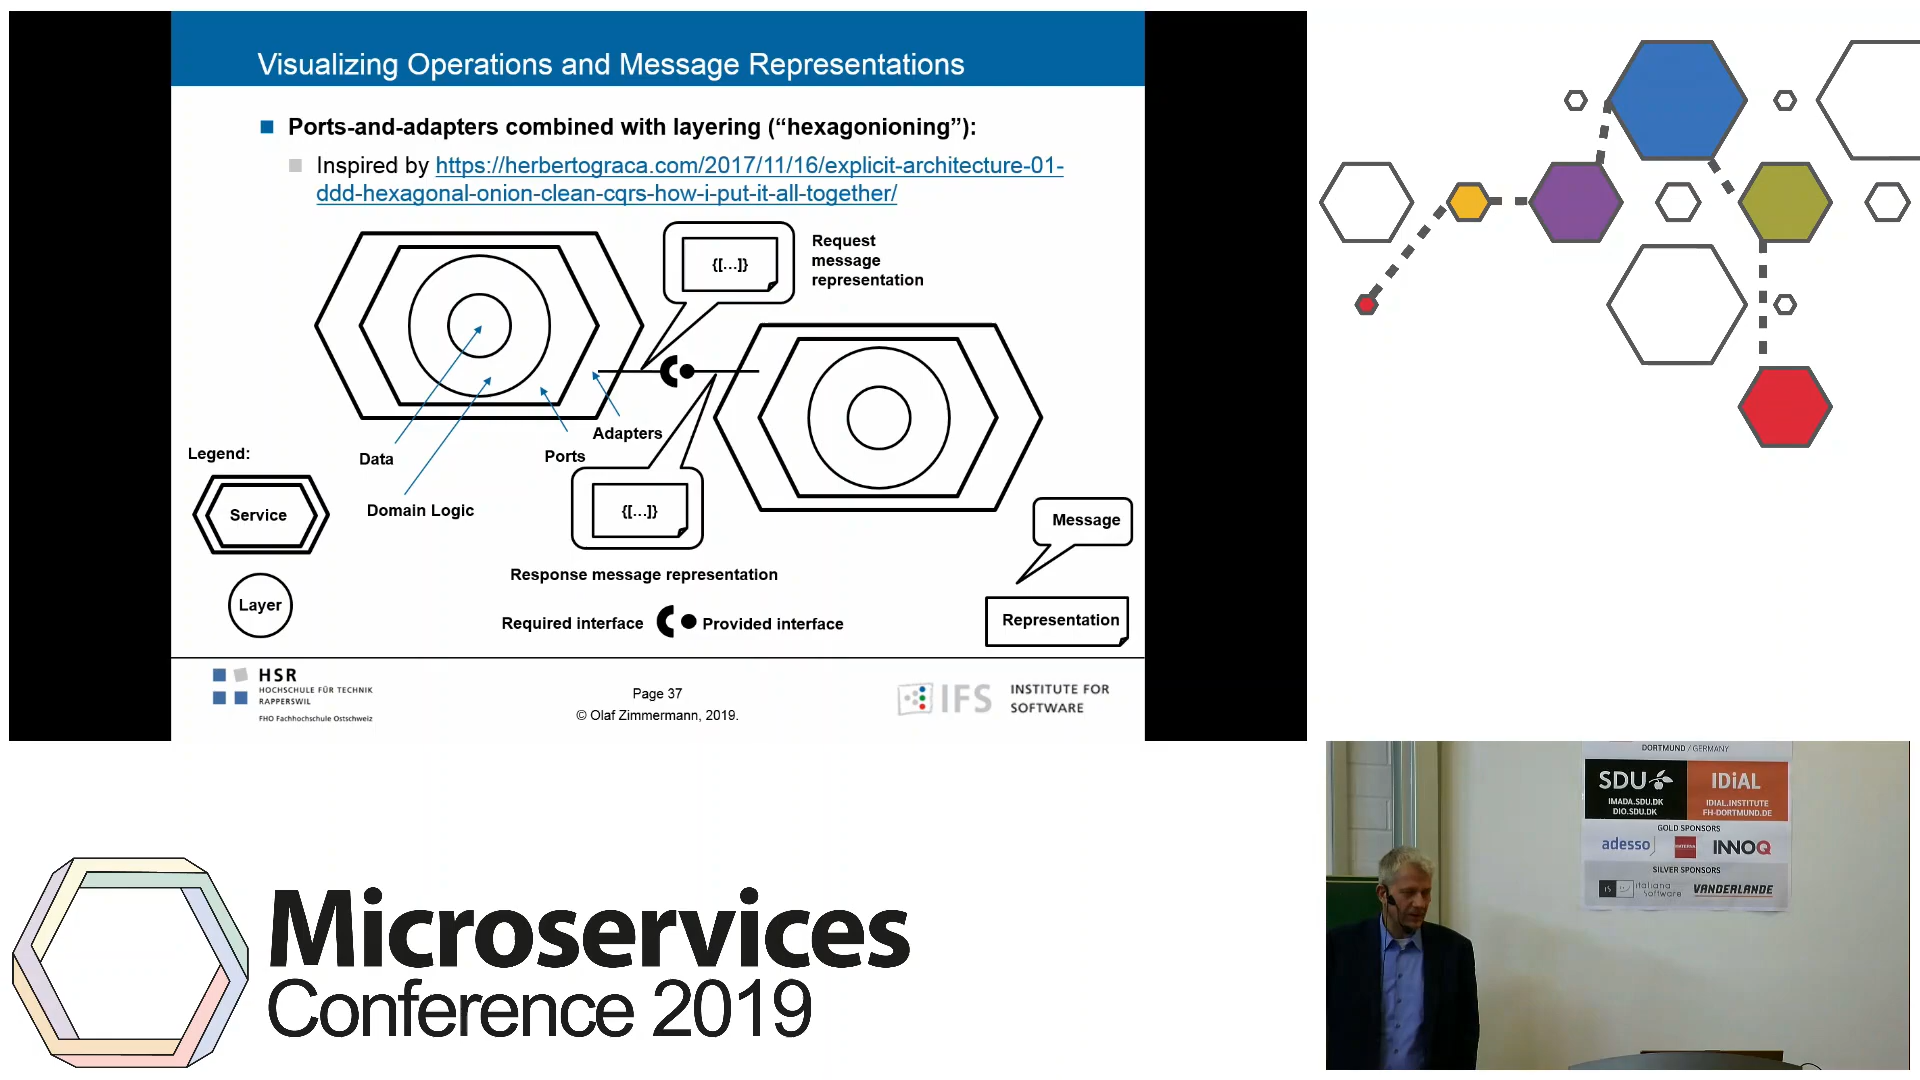 Visualizing Operations and Message Representations
Ports-and-adapters combined with layering (“hexagonioning”):
Inspired by https://herbertograca.com/2017/11/16/explicit-architecture-01-
ddd-hexagonal-onion-clean-cqrs-how-i-put-it-all-together/
{[...]}
Request
message
representation
Adapters
Ports
Data
Domain Logic
Legend:
Service
Layer
{[...]}
Response message representation
Required interface
Provided interface
Message
Representation
HSR
HOCHSCHULE FÜR TECHNIK
RAPPERSWIL
FHO Fachhochschule Ostschweiz
Page 37
© Olaf Zimmermann, 2019.
IFS
INSTITUTE FOR
SOFTWARE
DORTMUND / GERMANY
SDU
IMADA.SDU.DK
DIO.SDU.DK
IDiAL
IDIAL.INSTITUTE
FH-DORTMUND.DE
GOLD SPONSORS
adesso
INNOQ
SILVER SPONSORS
italiana
software
VANDERLANDE
Microservices
Conference 2019